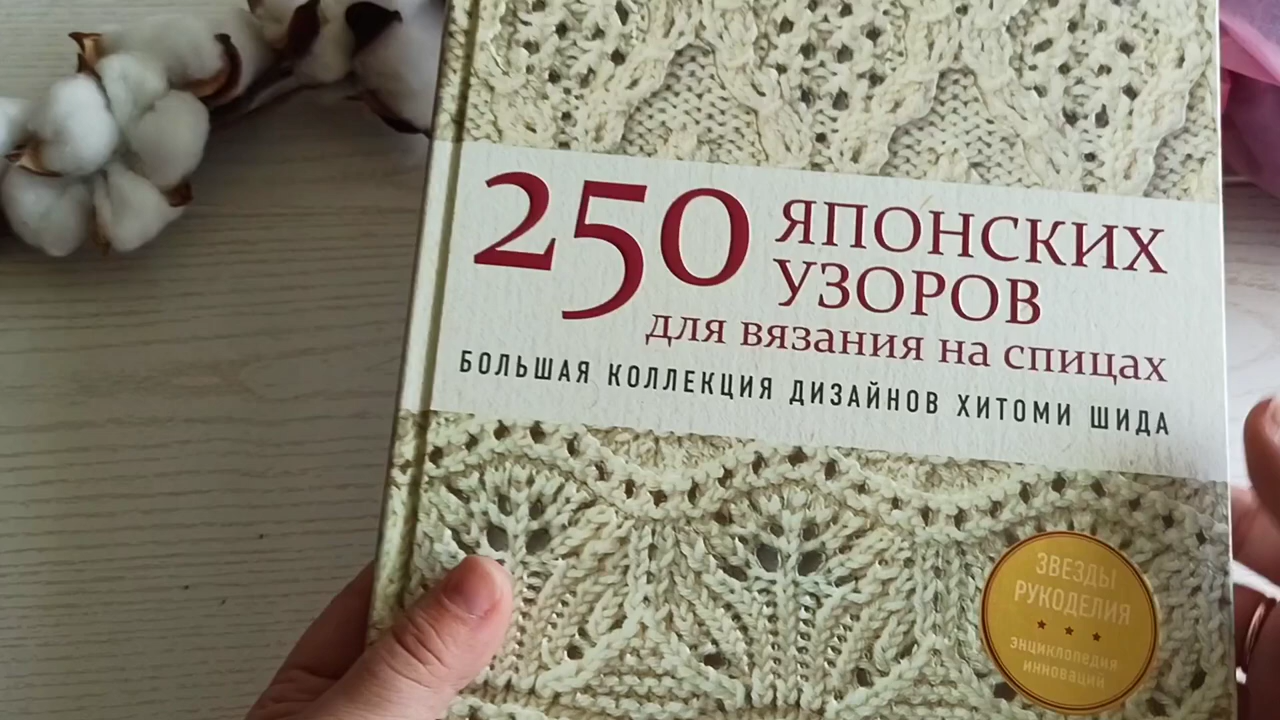 250 ЯПОНСКИХ
УЗОРОВ
для вязания на спицах
БОЛЬШАЯ КОЛЛЕКЦИЯ ДИЗАЙНОВ ХИТОМИ ШИДА
ЗВЕЗДЫ
РУКОДЕЛИЯ
энциклопедия
инноваций